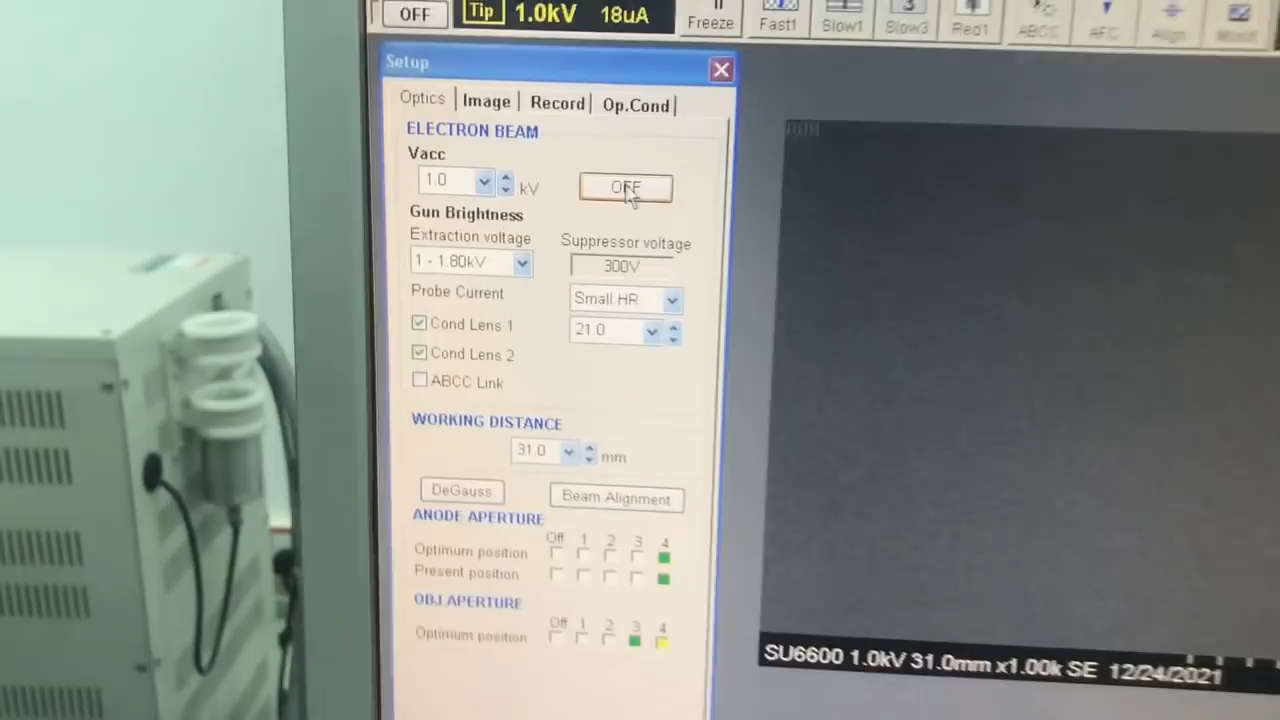 OFF Tip 1.0kV 18uA Freeze Fast1 Slow1 Slow3 Red1 ABCC AFC Align
Setup
Optics Image Record Op.Cond
ELECTRON BEAM
Vacc
1.0 kV OFF
Gun Brightness
Extraction voltage Suppressor voltage
1 - 1.80kV 300V
Probe Current Small HR
Cond Lens 1 21.0
Cond Lens 2
ABCC Link
WORKING DISTANCE
31.0 mm
DeGauss Beam Alignment
ANODE APERTURE
Off 1 2 3 4
Optimum position
Present position
OBJ APERTURE
Off 1 2 3 4
Optimum position
RUN
SU6600 1.0kV 31.0mm x1.00k SE 12/24/2021